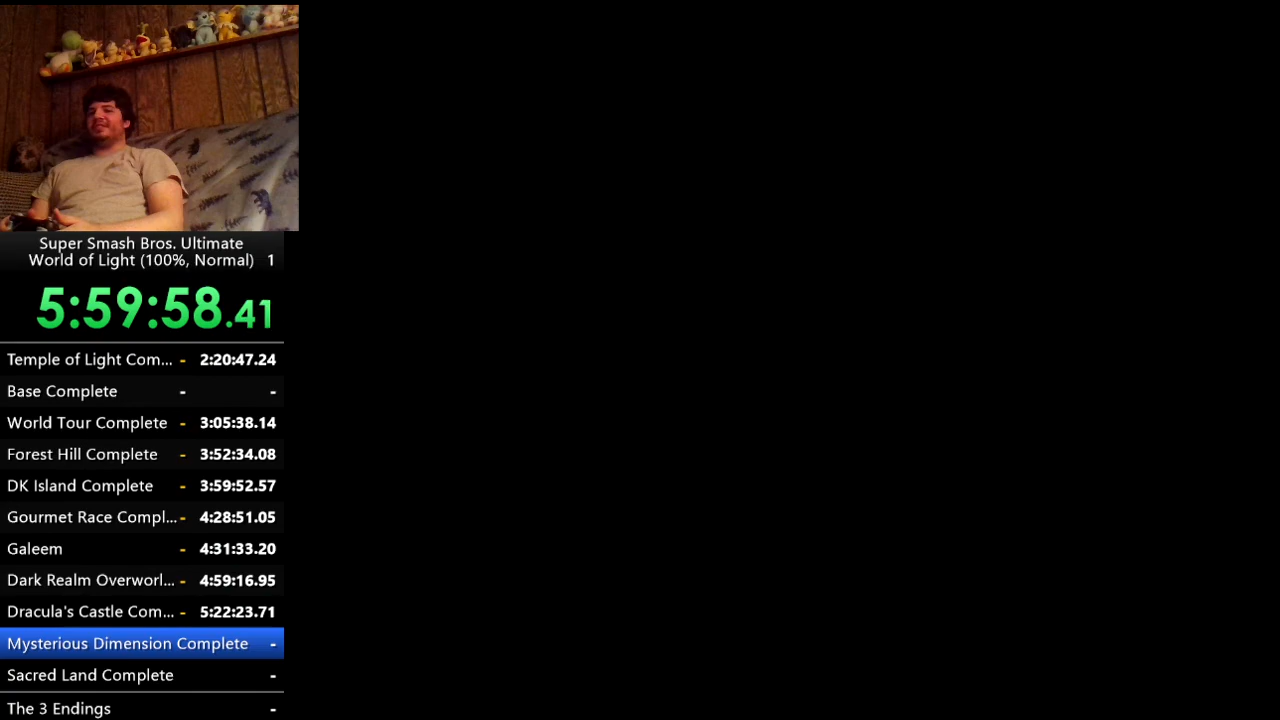 Super Smash Bros. Ultimate
World of Light (100%, Normal) 1
5:59:58.41
Temple of Light Com... - 2:20:47.24
Base Complete - -
World Tour Complete - 3:05:38.14
Forest Hill Complete - 3:52:34.08
DK Island Complete - 3:59:52.57
Gourmet Race Compl... - 4:28:51.05
Galeem - 4:31:33.20
Dark Realm Overworl... - 4:59:16.95
Dracula's Castle Com... - 5:22:23.71
Mysterious Dimension Complete -
Sacred Land Complete -
The 3 Endings -